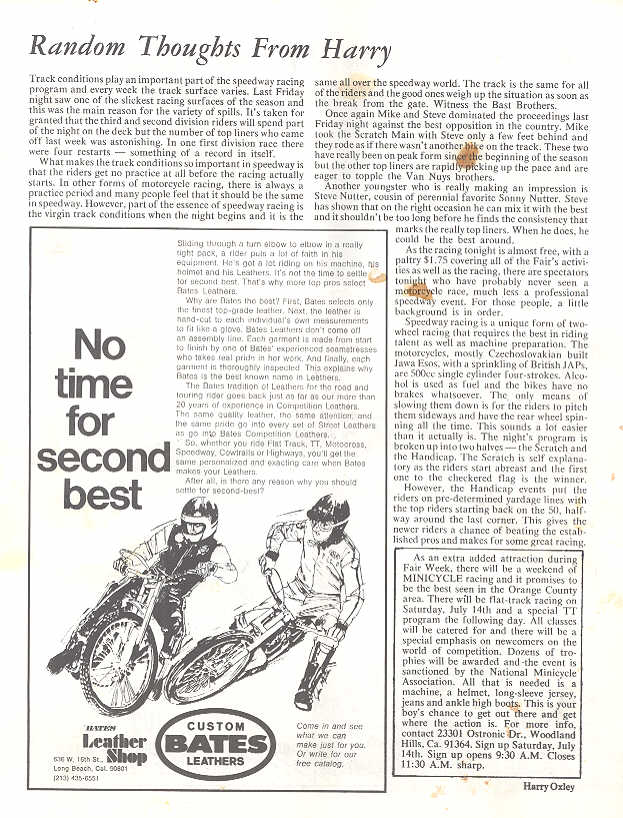 Random Thoughts From Harry
Track conditions play an important part of the speedway racing
program and every week the track surface varies. Last Friday
night saw one of the slickest racing surfaces of the season and
this was the main reason for the variety of spills. It's taken for
granted that the third and second division riders will spend part
of the night on the deck but the number of top liners who came
off last week was astonishing. In one first division race there
were four restarts — something of a record in itself.
What makes the track conditions so important in speedway is
that the riders get no practice at all before the racing actually
starts. In other forms of motorcycle racing, there is always a
practice period and many people feel that it should be the same
in speedway. However, part of the essence of speedway racing is
the virgin track conditions when the night begins and it is the
same all over the speedway world. The track is the same for all
of the riders and the good ones weigh up the situation as soon as
the break from the gate. Witness the Bast Brothers.
Once again Mike and Steve dominated the proceedings last
Friday night against the best opposition in the country. Mike
took the Scratch Main with Steve only a few feet behind and
they rode as if there wasn't another bike on the track. These two
have really been on peak form since the beginning of the season
but the other top liners are rapidly picking up the pace and are
eager to topple the Van Nuys brothers.
Another youngster who is really making an impression is
Steve Nutter, cousin of perennial favorite Sonny Nutter. Steve
has shown that on the right occasion he can mix it with the best
and it shouldn't be too long before he finds the consistency that
marks the really top liners. When he does, he
could be the best around.
As the racing tonight is almost free, with a
paltry $1.75 covering all of the Fair's activi-
ties as well as the racing, there are spectators
tonight who have probably never seen a
motorcycle race, much less a professional
speedway event. For those people, a little
background is in order.
Speedway racing is a unique form of two-
wheel racing that requires the best in riding
talent as well as machine preparation. The
motorcycles, mostly Czechoslovakian built
Jawa Esos, with a sprinkling of British JAPs,
are 500cc single cylinder four-strokes. Alco-
hol is used as fuel and the bikes have no
brakes whatsoever. The only means of
slowing them down is for the riders to pitch
them sideways and have the rear wheel spin-
ning all the time. This sounds a lot easier
than it actually is. The night's program is
broken up into two halves — the Scratch and
the Handicap. The Scratch is self explana-
tory as the riders start abreast and the first
one to the checkered flag is the winner.
However, the Handicap events put the
riders on pre-determined yardage lines with
the top riders starting back on the 50, half-
way around the last corner. This gives the
newer riders a chance of beating the estab-
lished pros and makes for some great racing.
As an extra added attraction during
Fair Week, there will be a weekend of
MINICYCLE racing and it promises to
be the best seen in the Orange County
area. There will be flat-track racing on
Saturday, July 14th and a special TT
program the following day. All classes
will be catered for and there will be a
special emphasis on newcomers on the
world of competition. Dozens of tro-
phies will be awarded and the event is
sanctioned by the National Minicycle
Association. All that is needed is a
machine, a helmet, long-sleeve jersey,
jeans and ankle high boots. This is your
boy's chance to get out there and get
where the action is. For more info,
contact 23301 Ostronic Dr., Woodland
Hills, Ca. 91364. Sign up Saturday, July
14th. Sign up opens 9:30 A.M. Closes
11:30 A.M. sharp.
Harry Oxley
No
time
for
second
best
Sliding through a turn elbow to elbow in a really
tight pack, a rider puts a lot of faith in his
equipment. He's got a lot riding on his machine, his
helmet and his Leathers. It's not the time to settle
for second best. That's why more top pros select
Bates Leathers.
Why are Bates the best? First, Bates selects only
the finest top-grade leather. Next, the leather is
hand-cut to each individual's own measurements
to fit like a glove. Bates Leathers don't come off
an assembly line. Each garment is made from start
to finish by one of Bates' experienced seamstresses
who takes real pride in her work. And finally, each
garment is thoroughly inspected. This explains why
Bates is the best known name in Leathers.
The Bates tradition of Leathers for the road and
touring rider goes back just as far as our more than
20 years of experience in Competition Leathers.
The same quality leather, the same attention, and
the same pride go into every set of Street Leathers
as go into Bates Competition Leathers.
So, whether you ride Flat Track, TT, Motocross,
Speedway, Cowtrails or Highways, you'll get the
same personalized and exacting care when Bates
makes your Leathers.
After all, is there any reason why you should
settle for second-best?
BATES
Leather
Shop
636 W. 16th St.,
Long Beach, Cal. 90801
(213) 435-6551
CUSTOM
BATES
LEATHERS
Come in and see
what we can
make just for you.
Or write for our
free catalog.